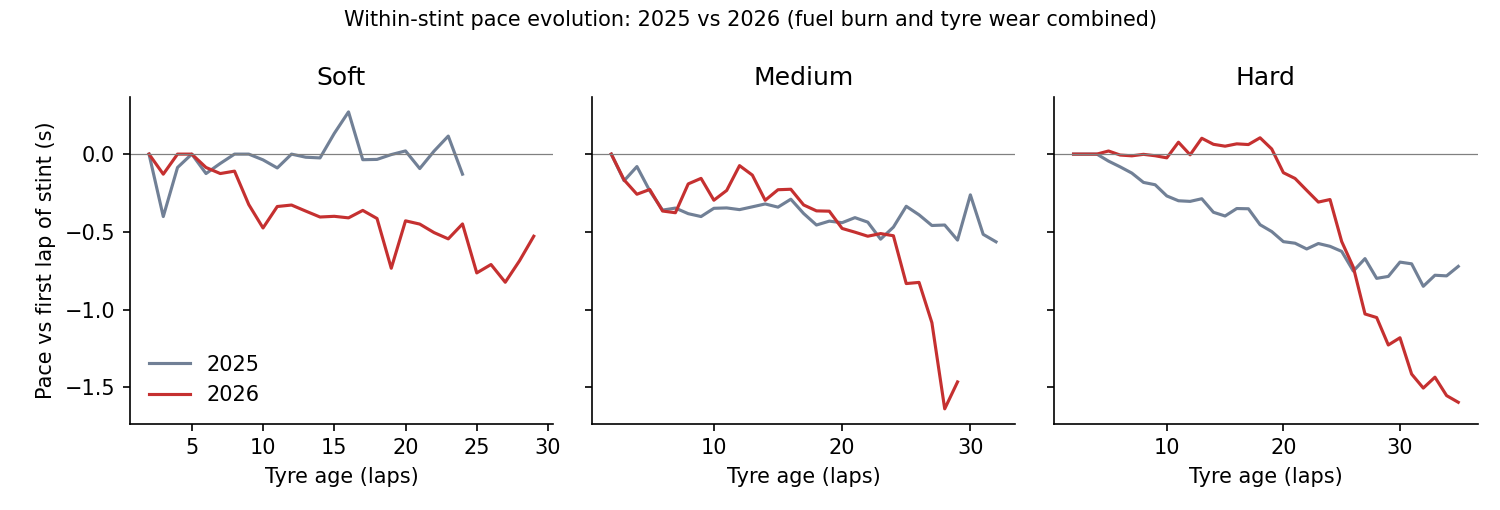 Within-stint pace evolution: 2025 vs 2026 (fuel burn and tyre wear combined)
Soft
Medium
Hard
Pace vs first lap of stint (s)
0.0
−0.5
−1.0
−1.5
2025
2026
5 10 15 20 25 30
10 20 30
10 20 30
Tyre age (laps)
Tyre age (laps)
Tyre age (laps)